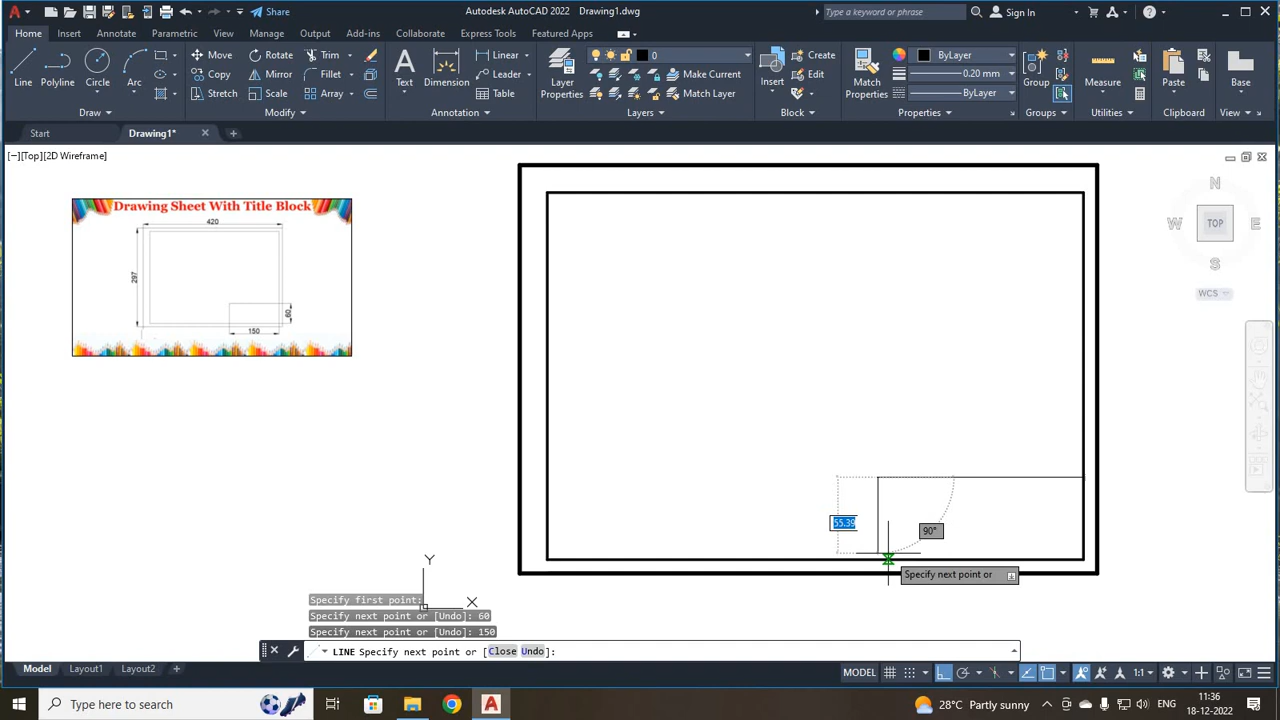 Share
Autodesk AutoCAD 2022 Drawing1.dwg
Type a keyword or phrase
Sign In
Home Insert Annotate Parametric View Manage Output Add-ins Collaborate Express Tools Featured Apps
Line Polyline Circle Arc
Move Rotate Trim
Copy Mirror Fillet
Stretch Scale Array
Text Dimension
Linear
Leader
Table
Layer Properties
0
Make Current
Match Layer
Insert
Create
Edit
Match Properties
ByLayer
0.20 mm
ByLayer
Group
Measure
Paste
Base
Draw Modify Annotation Layers Block Properties Groups Utilities Clipboard View
Start Drawing1*
[−][Top][2D Wireframe]
Drawing Sheet With Title Block
420
297
60
150
N
W TOP E
S
WCS
55.39
90°
Specify next point or
Y
X
Specify first point:
Specify next point or [Undo]: 60
Specify next point or [Undo]: 150
LINE Specify next point or [Close Undo]:
Model Layout1 Layout2
MODEL
1:1
Type here to search
28°C Partly sunny
ENG
11:36
18-12-2022